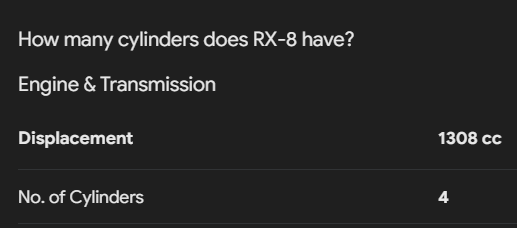 How many cylinders does RX-8 have?
Engine & Transmission
Displacement 1308 cc
No. of Cylinders 4